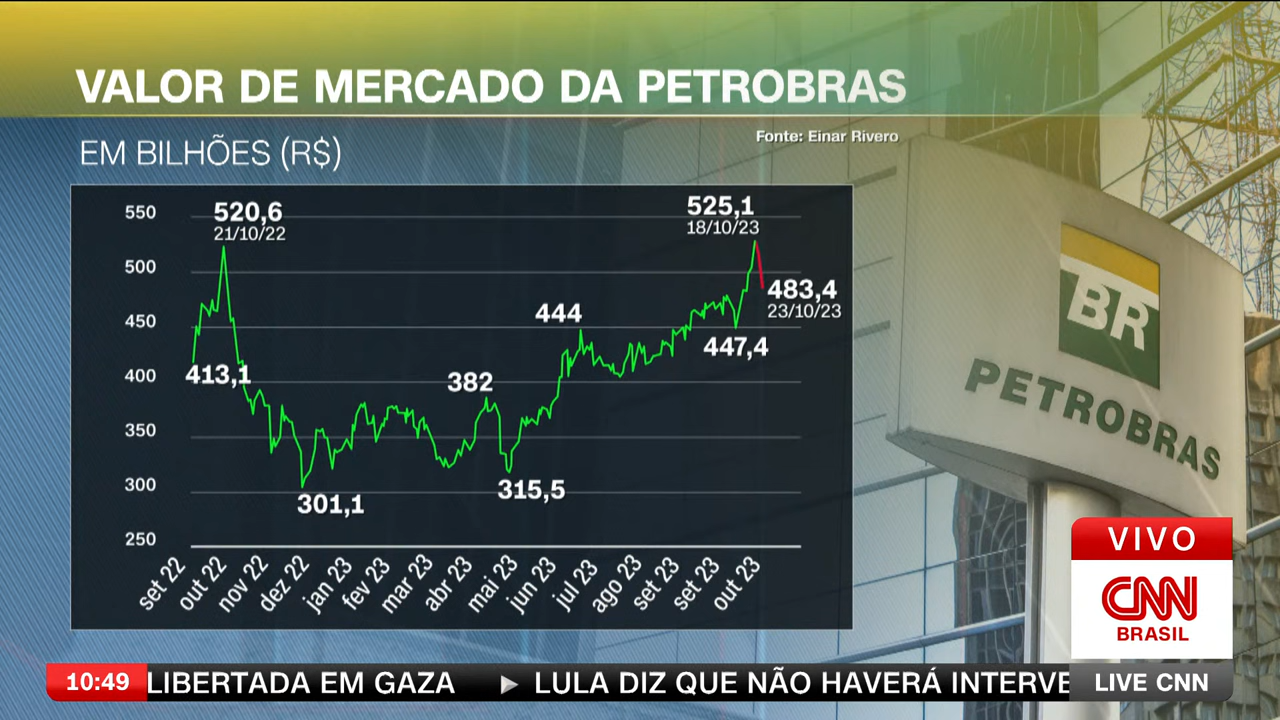 VALOR DE MERCADO DA PETROBRAS
EM BILHÕES (R$)
Fonte: Einar Rivero
550
500
450
400
350
300
250
520,6
21/10/22
525,1
18/10/23
483,4
23/10/23
444
447,4
413,1
382
301,1
315,5
set 22
out 22
nov 22
dez 22
jan 23
fev 23
mar 23
abr 23
mai 23
jun 23
jul 23
ago 23
set 23
set 23
out 23
BR
PETROBRAS
VIVO
CNN
BRASIL
LIVE CNN
10:49
LIBERTADA EM GAZA ▶ LULA DIZ QUE NÃO HAVERÁ INTERVE